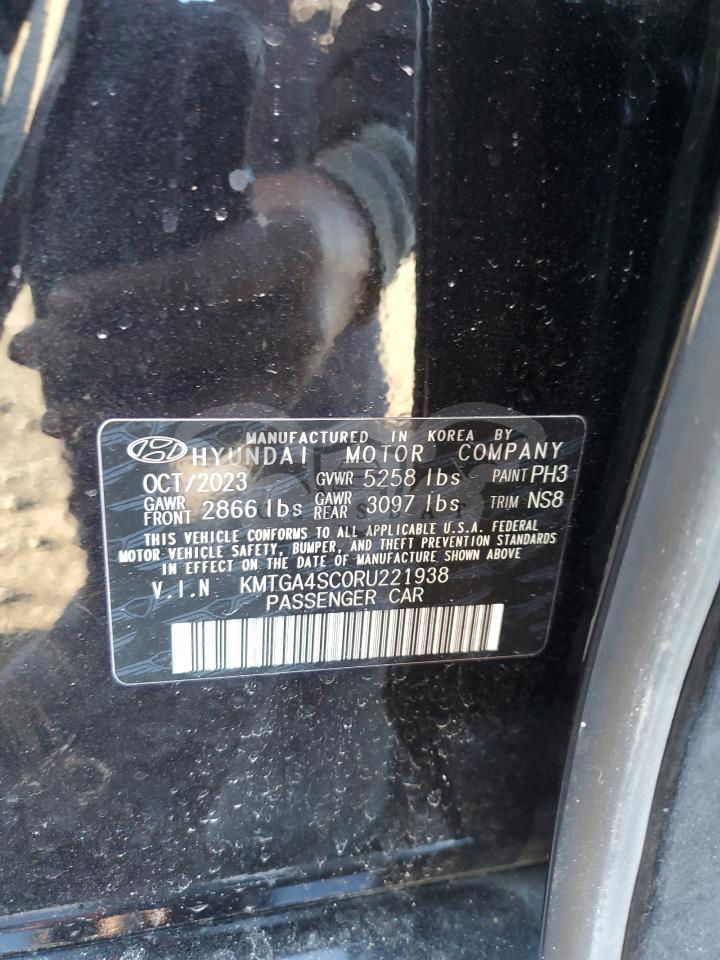 MANUFACTURED IN KOREA BY
HYUNDAI MOTOR COMPANY
OCT/2023 GVWR 5258 lbs PAINT PH3
GAWR FRONT 2866 lbs GAWR REAR 3097 lbs TRIM NS8
THIS VEHICLE CONFORMS TO ALL APPLICABLE U.S.A. FEDERAL
MOTOR VEHICLE SAFETY, BUMPER, AND THEFT PREVENTION STANDARDS
IN EFFECT ON THE DATE OF MANUFACTURE SHOWN ABOVE
V.I.N KMTGA4SC0RU221938
PASSENGER CAR